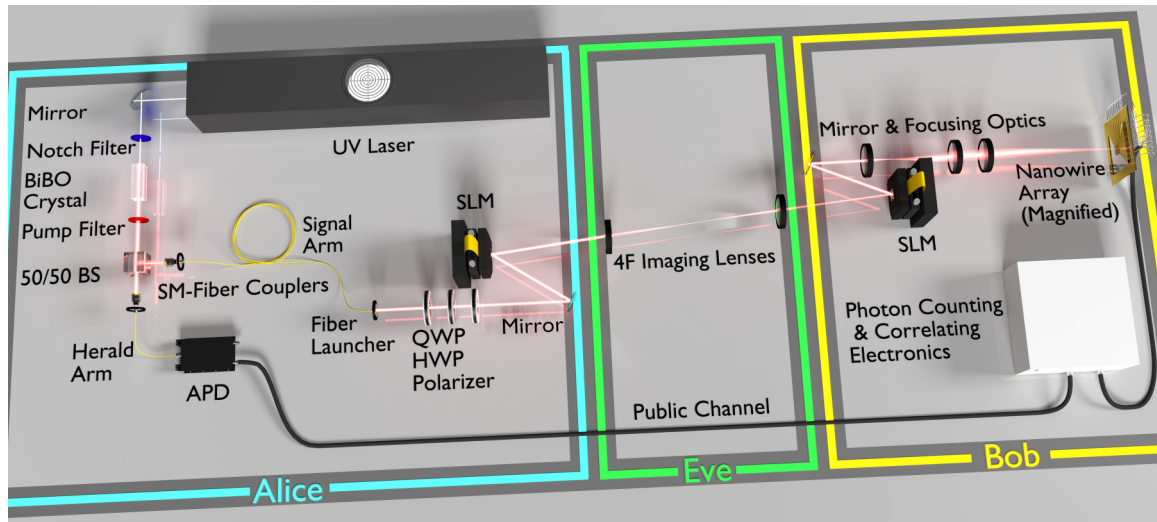 Mirror
Notch Filter
BiBO
Crystal
Pump Filter
50/50 BS
Herald
Arm
APD
SM-Fiber Couplers
Signal
Arm
UV Laser
Fiber
Launcher
QWP
HWP
Polarizer
SLM
Mirror
Alice
4F Imaging Lenses
Public Channel
Eve
Mirror & Focusing Optics
SLM
Nanowire
Array
(Magnified)
Photon Counting
& Correlating
Electronics
Bob